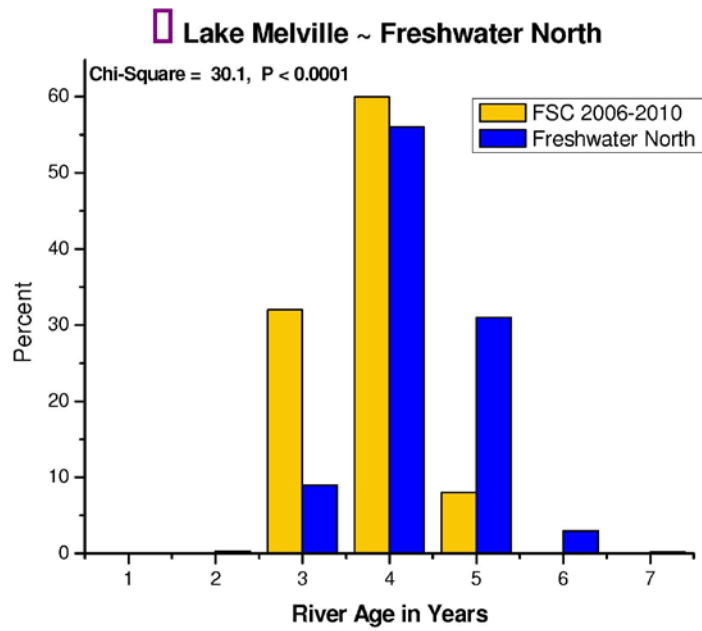 Lake Melville ~ Freshwater North
Chi-Square = 30.1, P < 0.0001
FSC 2006-2010
Freshwater North
60
50
40
30
20
10
0
Percent
1 2 3 4 5 6 7
River Age in Years